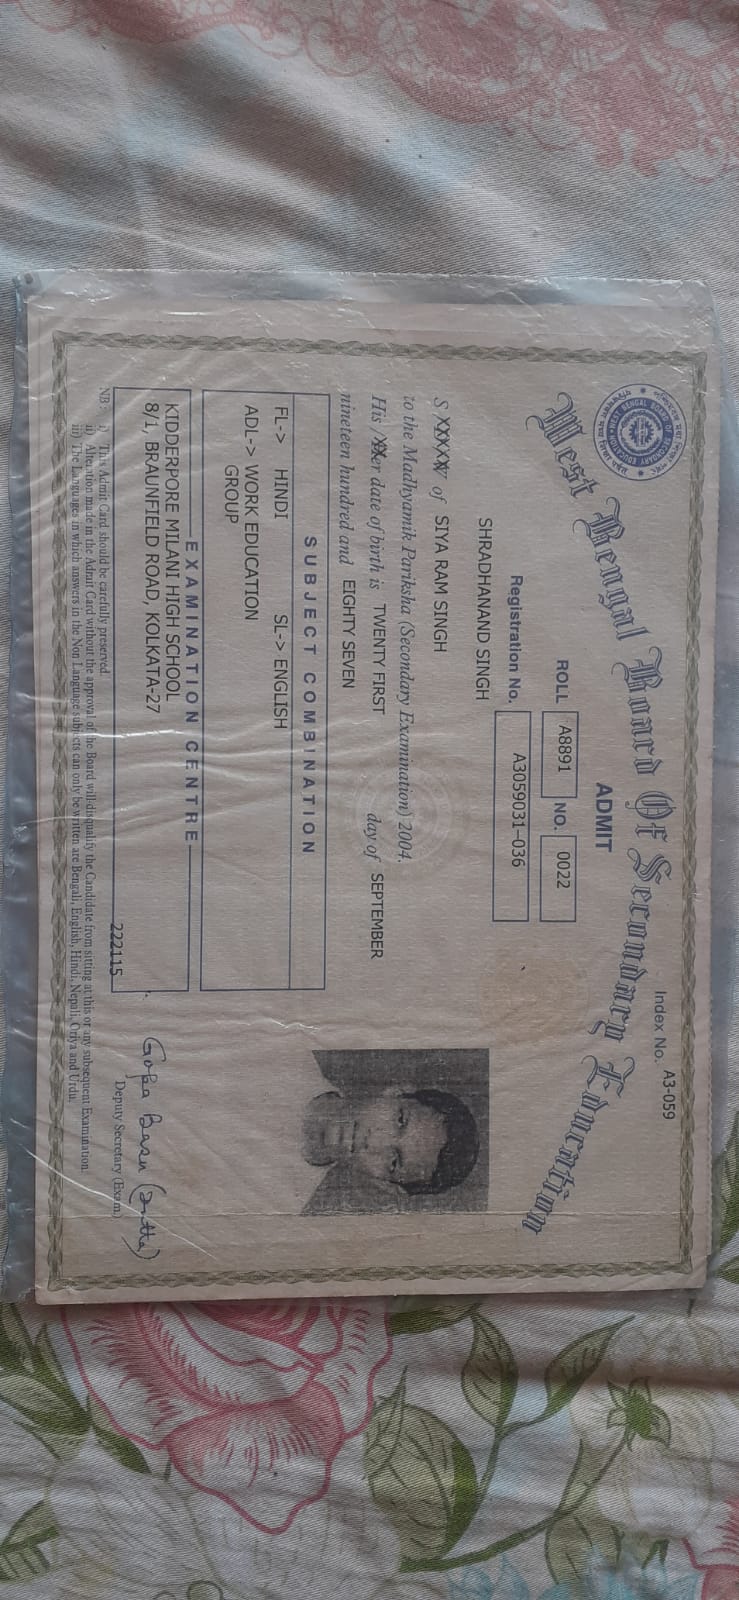 Index No. A3-059
West Bengal Board Of Secondary Education
ADMIT
ROLL A8891 NO. 0022
Registration No. A3059031-036
SHRADHANAND SINGH
of SIYA RAM SINGH
to the Madhyamik Pariksha (Secondary Examination) 2004.
His date of birth is TWENTY FIRST day of SEPTEMBER
nineteen hundred and EIGHTY SEVEN
SUBJECT COMBINATION
FL-> HINDI SL-> ENGLISH
ADL-> WORK EDUCATION
GROUP
EXAMINATION CENTRE
KIDDERPORE MILANI HIGH SCHOOL
8/1, BRAUNFIELD ROAD, KOLKATA-27
222115
Gopa Basu (Dutta)
Deputy Secretary (Exam.)
NB: i) This Admit Card should be carefully preserved.
ii) Alteration made in the Admit Card without the approval of the Board will disqualify the Candidate from sitting at this or any subsequent Examination.
iii) The Languages in which answers in the Non Language subjects can only be written are Bengali, English, Hindi, Nepali, Oriya and Urdu.